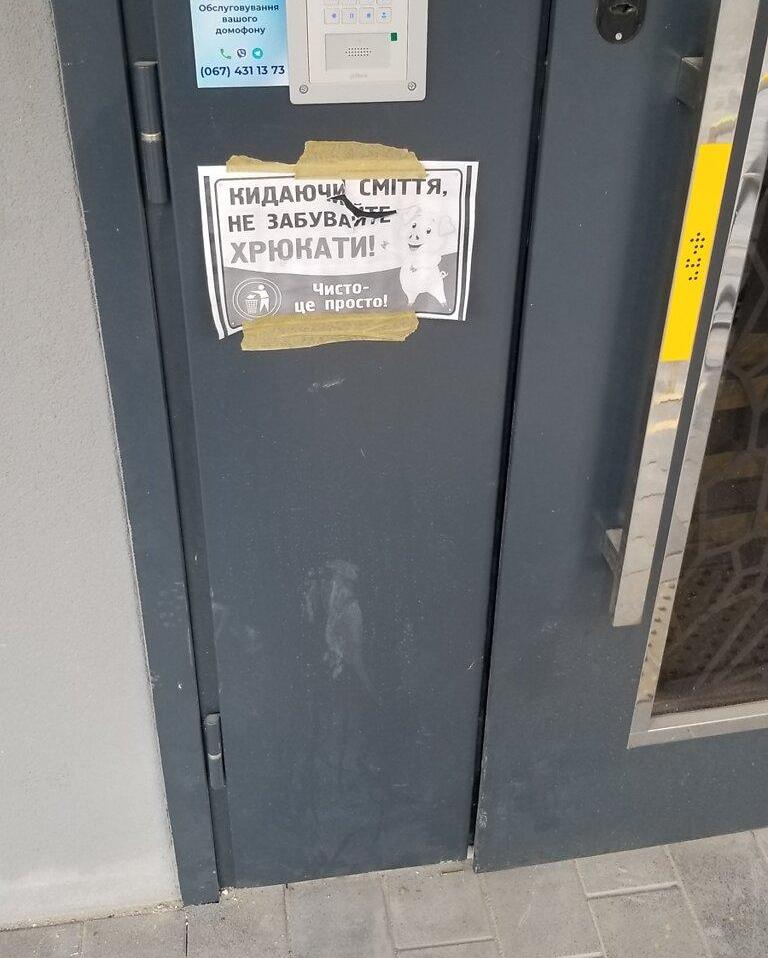 Обслуговування
вашого
домофону
(067) 431 13 73
КИДАЮЧИ СМІТТЯ,
НЕ ЗАБУВАЙТЕ
ХРЮКАТИ!
Чисто-
це просто!